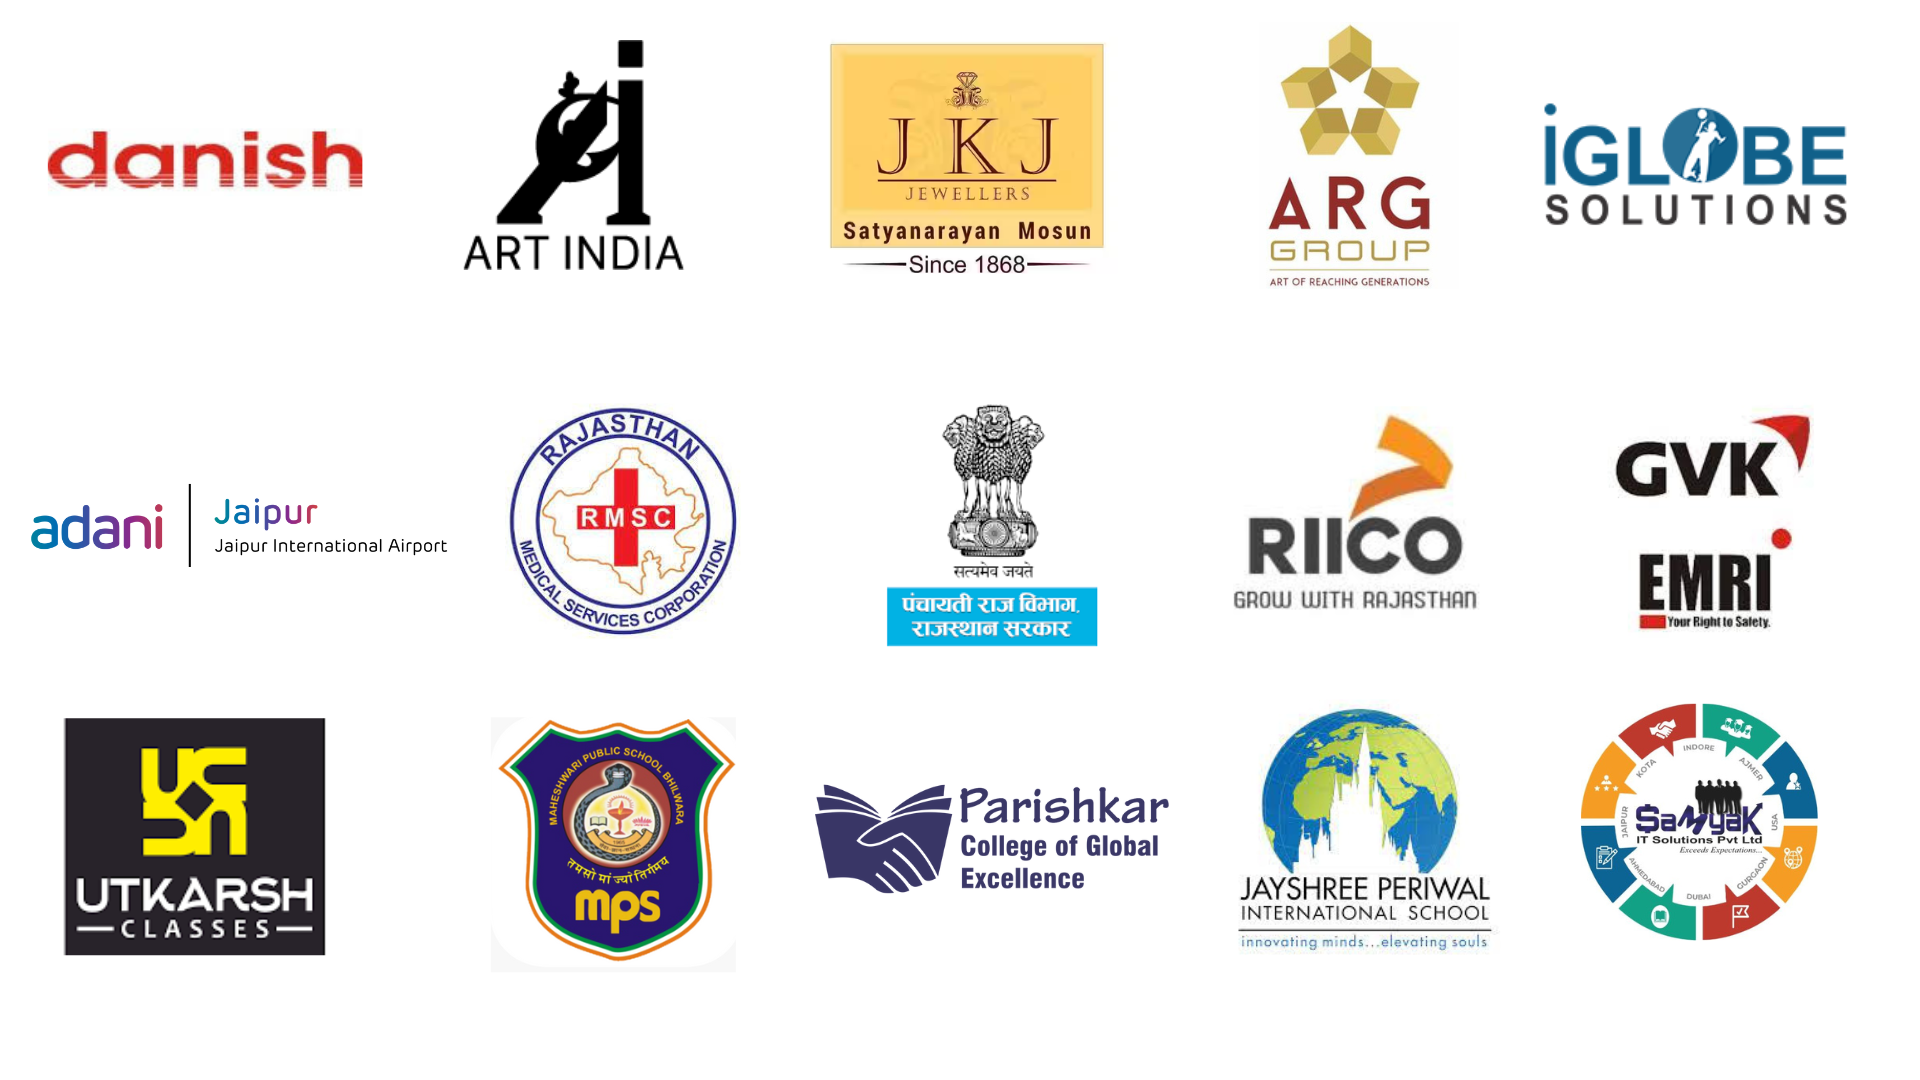 danish
ART INDIA
JKJ
JEWELLERS
Satyanarayan Mosun
Since 1868
ARG
GROUP
ART OF REACHING GENERATIONS
iGLOBE
SOLUTIONS
adani
Jaipur
Jaipur International Airport
RAJASTHAN
RMSC
MEDICAL SERVICES CORPORATION
सत्यमेव जयते
पंचायती राज विभाग,
राजस्थान सरकार
RIICO
GROW WITH RAJASTHAN
GVK
EMRI
Your Right to Safety.
UTKARSH
CLASSES
MAHESHWARI PUBLIC SCHOOL BHILWARA
तमसो मां ज्योतिर्गमय
mps
Parishkar
College of Global
Excellence
JAYSHREE PERIWAL
INTERNATIONAL SCHOOL
innovating minds...elevating souls
INDORE
AJMER
USA
GURGAON
DUBAI
AHMEDABAD
JAIPUR
KOTA
$aMyaK
IT Solutions Pvt Ltd
Exceeds Expectations...